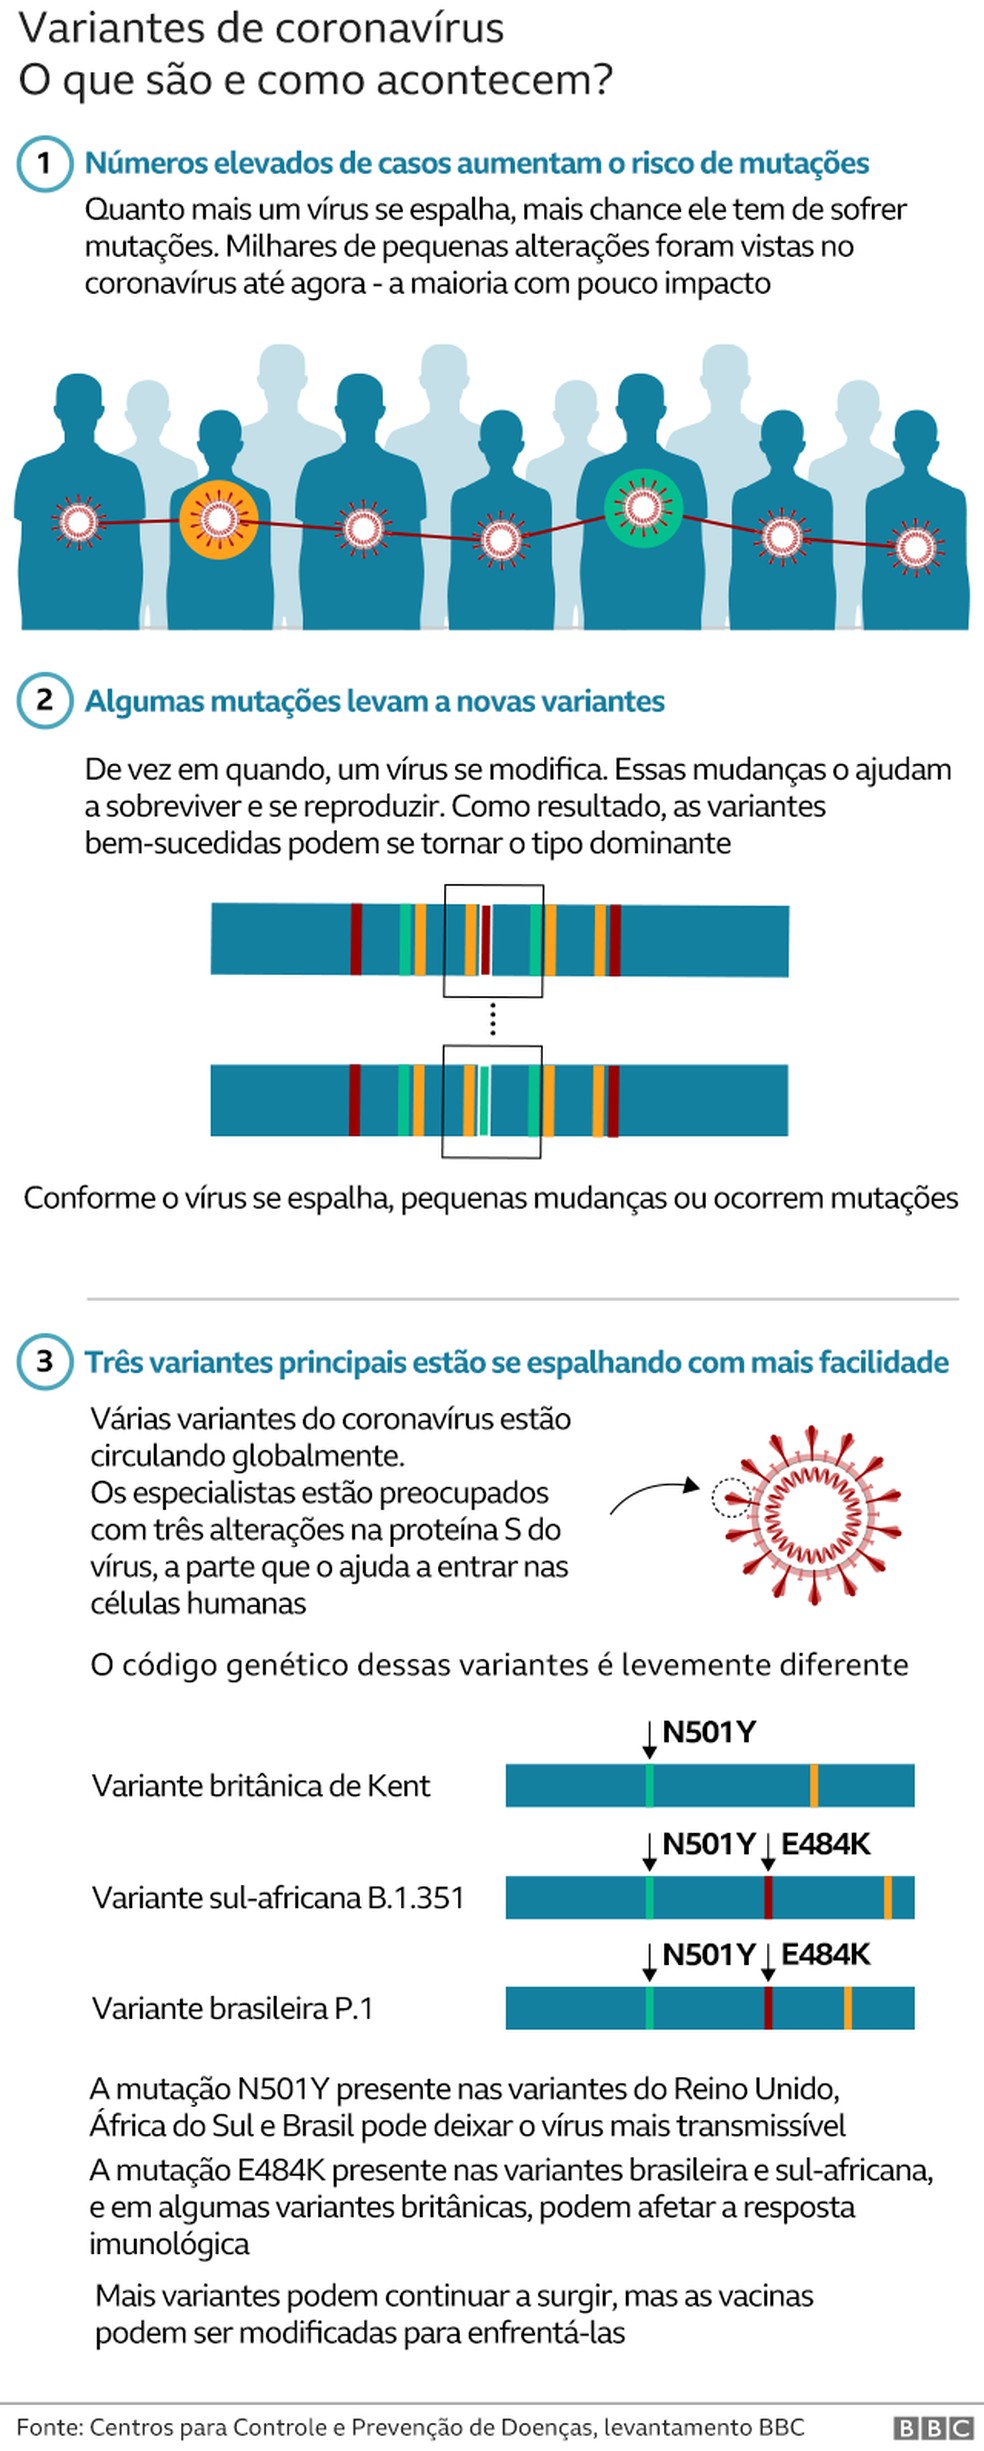 Variantes de coronavírus
O que são e como acontecem?
1 Números elevados de casos aumentam o risco de mutações
Quanto mais um vírus se espalha, mais chance ele tem de sofrer
mutações. Milhares de pequenas alterações foram vistas no
coronavírus até agora - a maioria com pouco impacto
2 Algumas mutações levam a novas variantes
De vez em quando, um vírus se modifica. Essas mudanças o ajudam
a sobreviver e se reproduzir. Como resultado, as variantes
bem-sucedidas podem se tornar o tipo dominante
Conforme o vírus se espalha, pequenas mudanças ou ocorrem mutações
3 Três variantes principais estão se espalhando com mais facilidade
Várias variantes do coronavírus estão
circulando globalmente.
Os especialistas estão preocupados
com três alterações na proteína S do
vírus, a parte que o ajuda a entrar nas
células humanas
O código genético dessas variantes é levemente diferente
N501Y
Variante britânica de Kent
N501Y E484K
Variante sul-africana B.1.351
N501Y E484K
Variante brasileira P.1
A mutação N501Y presente nas variantes do Reino Unido,
África do Sul e Brasil pode deixar o vírus mais transmissível
A mutação E484K presente nas variantes brasileira e sul-africana,
e em algumas variantes britânicas, podem afetar a resposta
imunológica
Mais variantes podem continuar a surgir, mas as vacinas
podem ser modificadas para enfrentá-las
Fonte: Centros para Controle e Prevenção de Doenças, levantamento BBC BBC